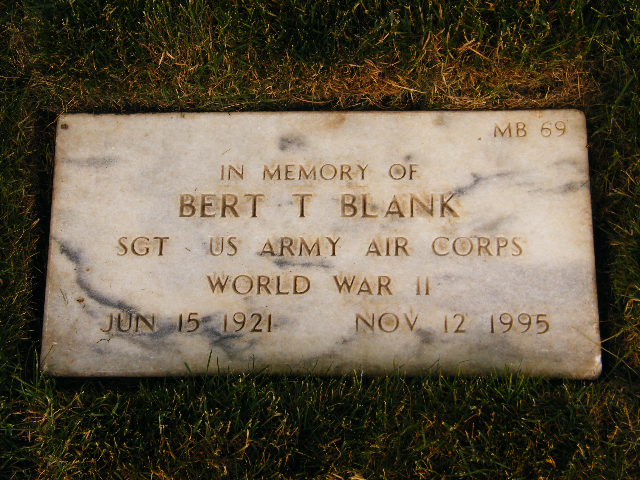 MB 69
IN MEMORY OF
BERT T BLANK
SGT US ARMY AIR CORPS
WORLD WAR II
JUN 15 1921 NOV 12 1995